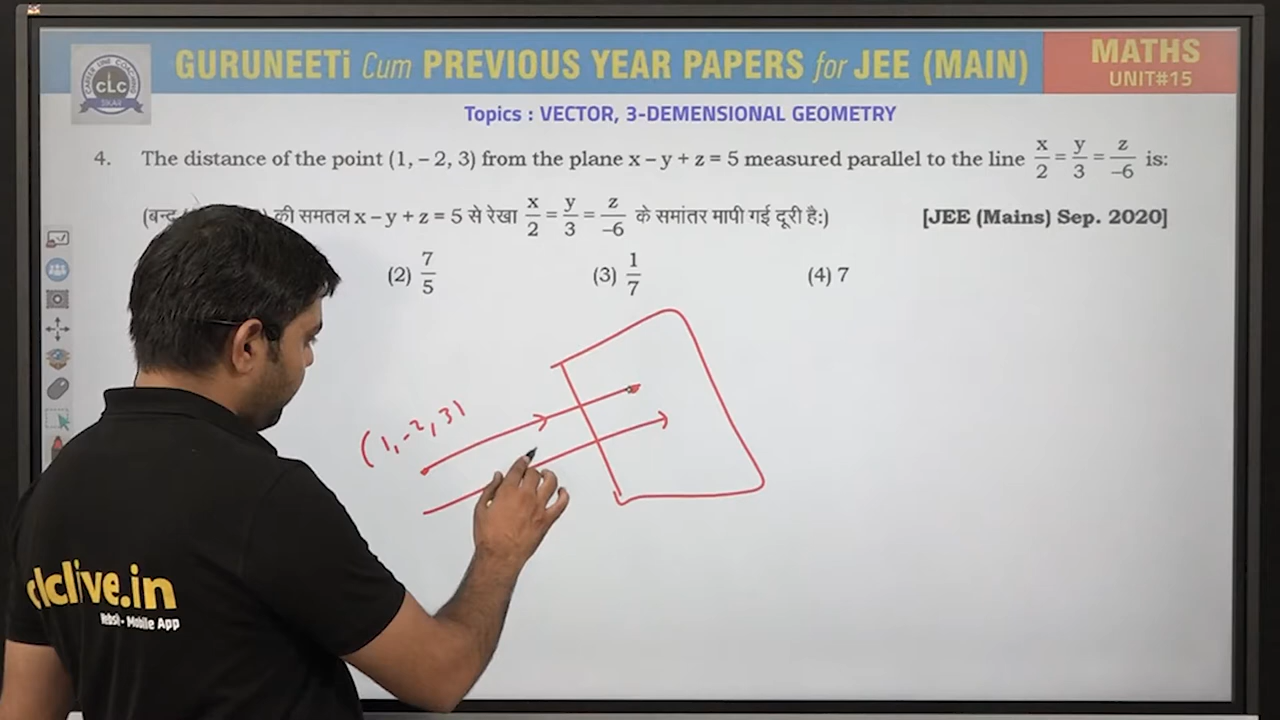 GURUNEETi Cum PREVIOUS YEAR PAPERS for JEE (MAIN)
MATHS
UNIT#15
CLC
SIKAR
Topics : VECTOR, 3-DEMENSIONAL GEOMETRY
4. The distance of the point (1, – 2, 3) from the plane x – y + z = 5 measured parallel to the line x/2 = y/3 = z/–6 is:
की समतल x – y + z = 5 से रेखा x/2 = y/3 = z/–6 के समांतर मापी गई दूरी है:) [JEE (Mains) Sep. 2020]
(2) 7/5 (3) 1/7 (4) 7
(1, -2, 3)
clclive.in
Mobile App